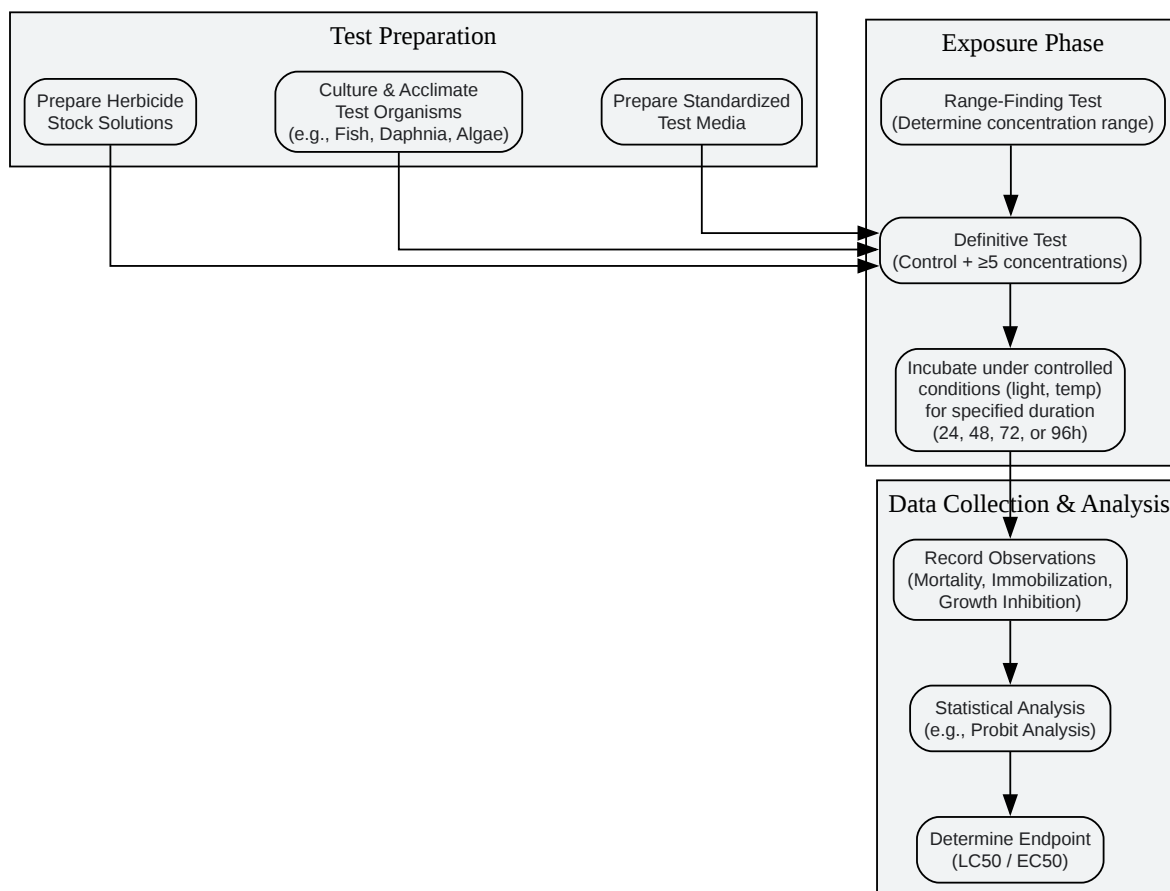 Test Preparation
Prepare Herbicide
Stock Solutions
Culture & Acclimate
Test Organisms
(e.g., Fish, Daphnia, Algae)
Prepare Standardized
Test Media
Exposure Phase
Range-Finding Test
(Determine concentration range)
Definitive Test
(Control + ≥5 concentrations)
Incubate under controlled
conditions (light, temp)
for specified duration
(24, 48, 72, or 96h)
Data Collection & Analysis
Record Observations
(Mortality, Immobilization,
Growth Inhibition)
Statistical Analysis
(e.g., Probit Analysis)
Determine Endpoint
(LC50 / EC50)